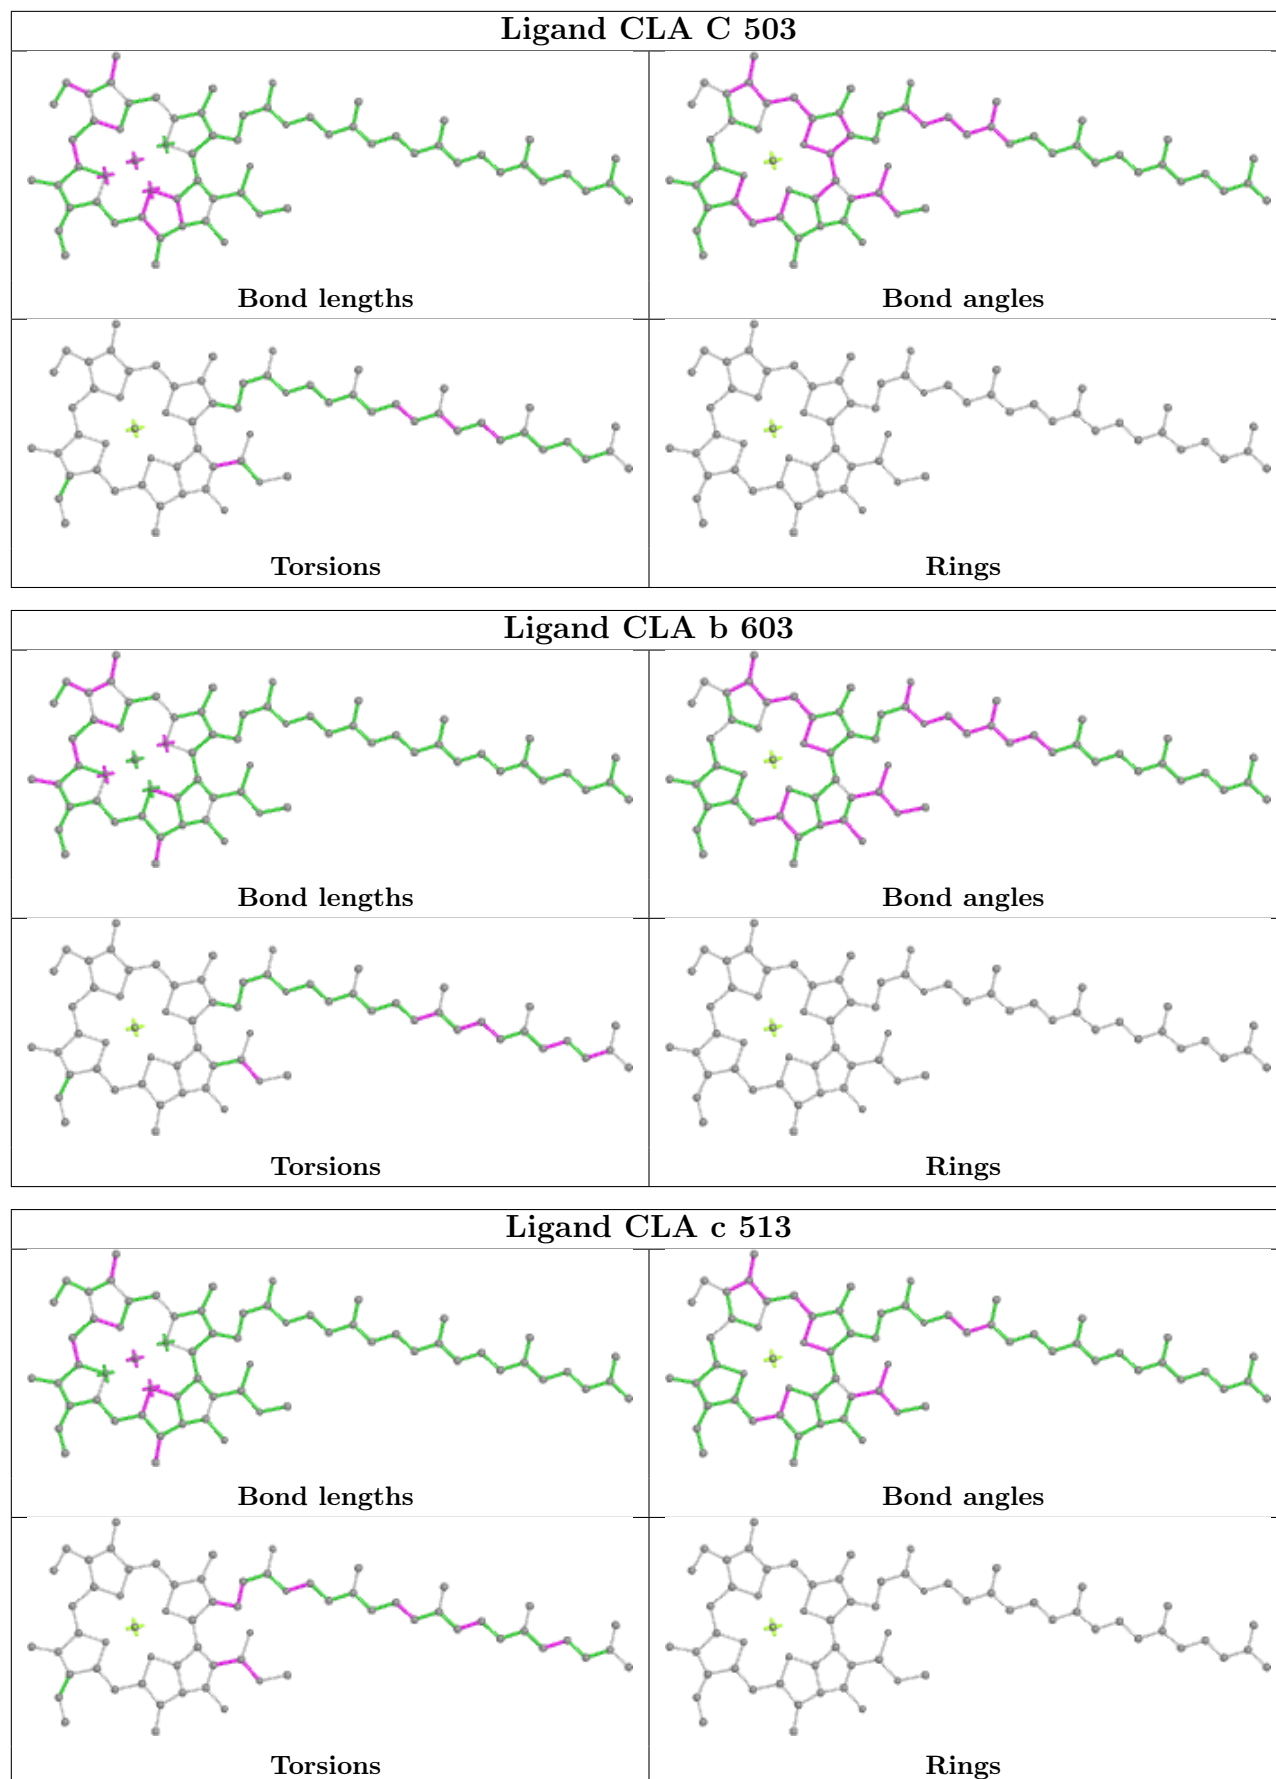 Ligand CLA C 503
Bond lengths
Bond angles
Torsions
Rings
Ligand CLA b 603
Bond lengths
Bond angles
Torsions
Rings
Ligand CLA c 513
Bond lengths
Bond angles
Torsions
Rings